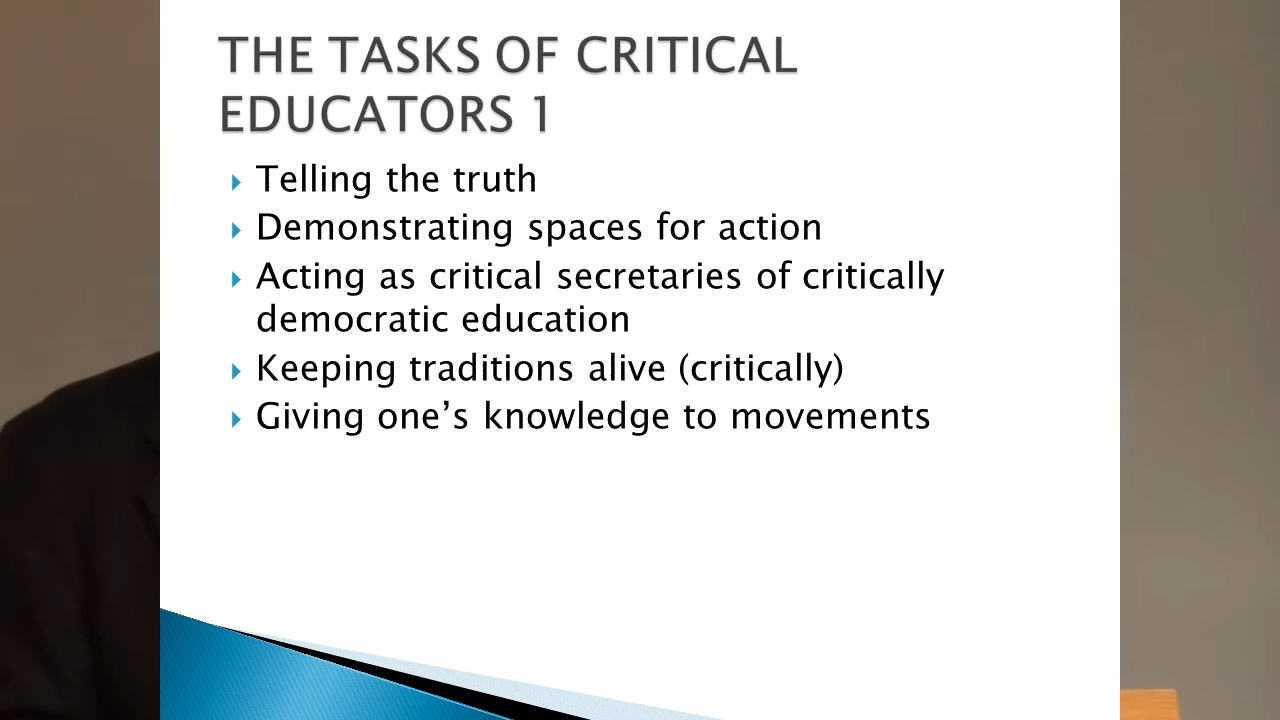 THE TASKS OF CRITICAL
EDUCATORS 1
Telling the truth
Demonstrating spaces for action
Acting as critical secretaries of critically
democratic education
Keeping traditions alive (critically)
Giving one’s knowledge to movements